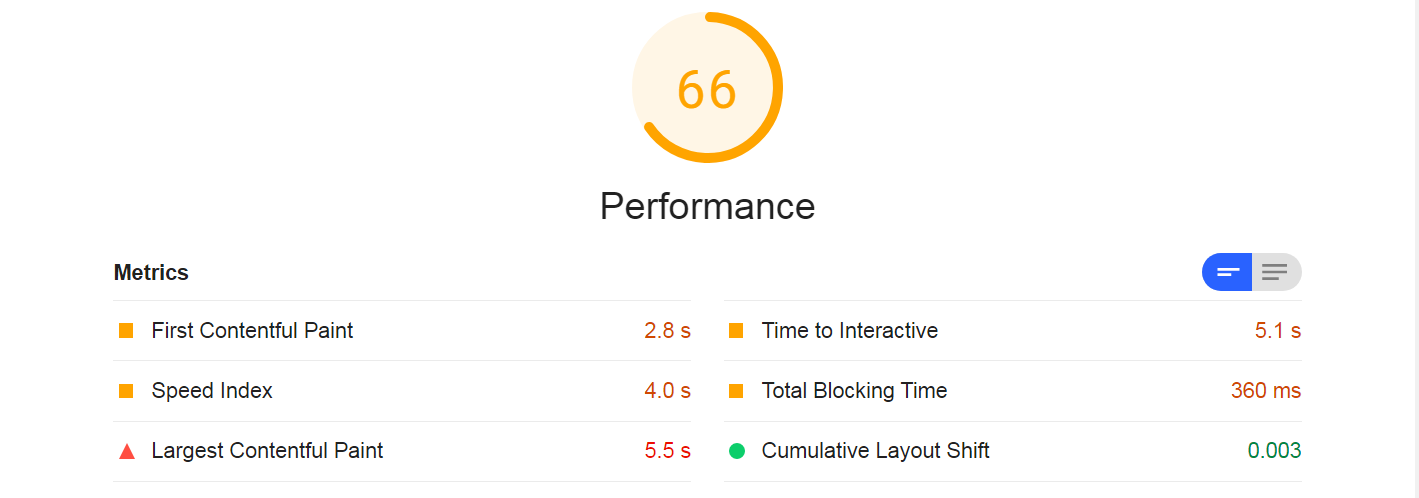 66
Performance
Metrics
First Contentful Paint 2.8 s
Time to Interactive 5.1 s
Speed Index 4.0 s
Total Blocking Time 360 ms
Largest Contentful Paint 5.5 s
Cumulative Layout Shift 0.003